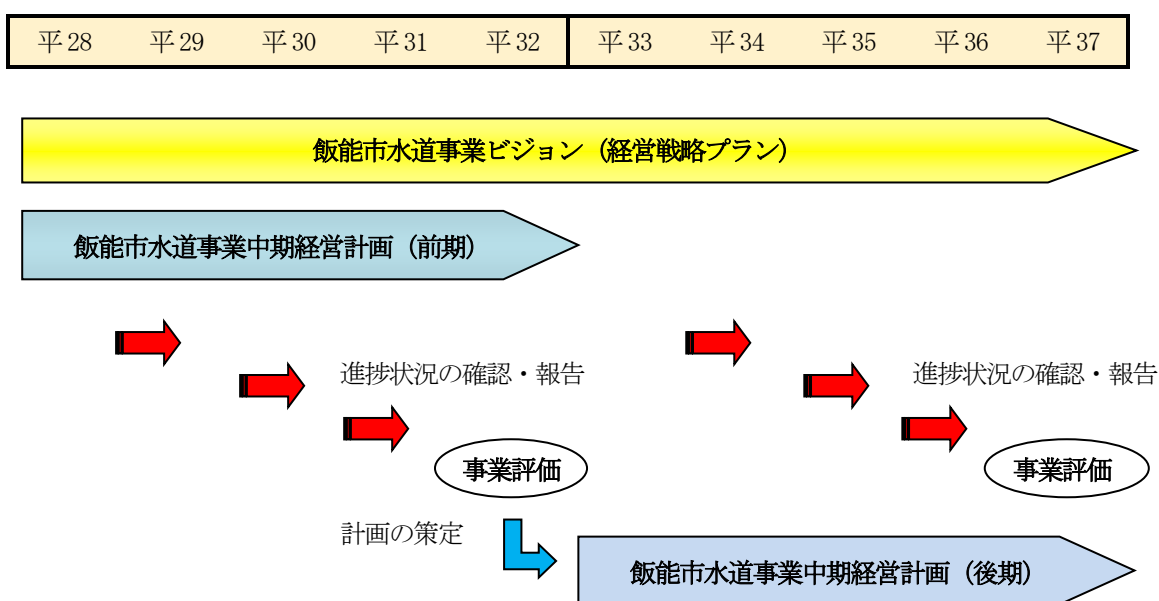 平28 平29 平30 平31 平32 平33 平34 平35 平36 平37
飯能市水道事業ビジョン（経営戦略プラン）
飯能市水道事業中期経営計画（前期）
進捗状況の確認・報告 進捗状況の確認・報告
事業評価 事業評価
計画の策定
飯能市水道事業中期経営計画（後期）